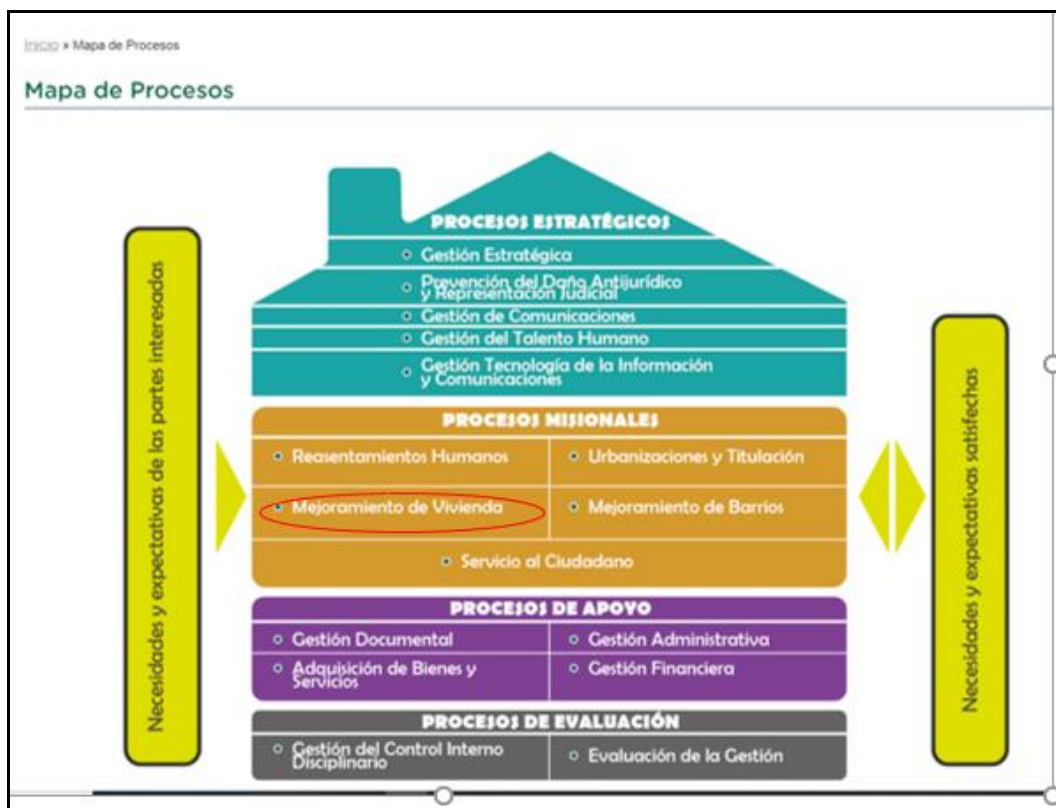 Inicio » Mapa de Procesos
Mapa de Procesos
Necesidades y expectativas de las partes interesadas
PROCESOS ESTRATÉGICOS
Gestión Estratégica
Prevención del Daño Antijurídico
y Representación Judicial
Gestión de Comunicaciones
Gestión del Talento Humano
Gestión Tecnología de la Información
y Comunicaciones
PROCESOS MISIONALES
Reasentamientos Humanos
Urbanizaciones y Titulación
Mejoramiento de Vivienda
Mejoramiento de Barrios
Servicio al Ciudadano
PROCESOS DE APOYO
Gestión Documental
Gestión Administrativa
Adquisición de Bienes y
Servicios
Gestión Financiera
PROCESOS DE EVALUACIÓN
Gestión del Control Interno
Disciplinario
Evaluación de la Gestión
Necesidades y expectativas satisfechas